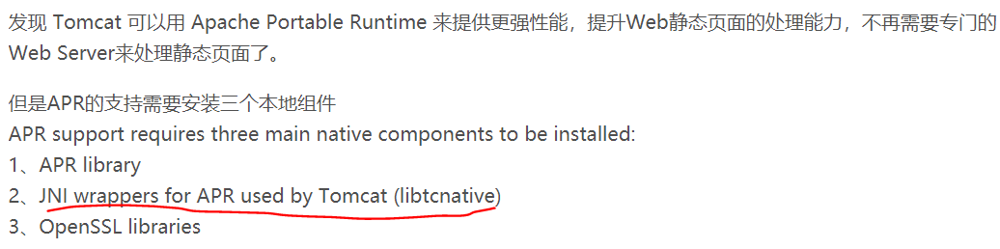 发现 Tomcat 可以用 Apache Portable Runtime 来提供更强性能，提升Web静态页面的处理能力，不再需要专门的
Web Server来处理静态页面了。
但是APR的支持需要安装三个本地组件
APR support requires three main native components to be installed:
1、APR library
2、JNI wrappers for APR used by Tomcat (libtcnative)
3、OpenSSL libraries